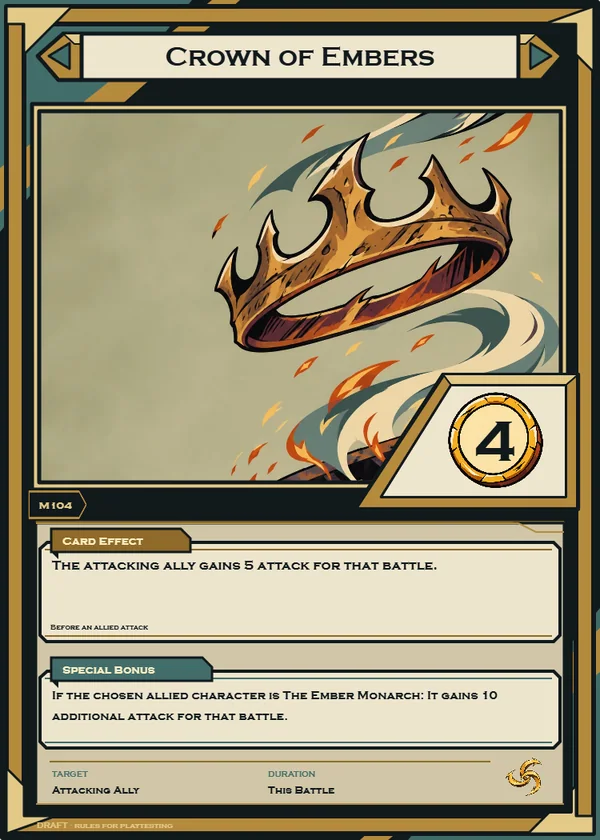 Crown of Embers
4
M104
Card Effect
The attacking ally gains 5 attack for that battle.
Before an allied attack
Special Bonus
If the chosen allied character is The Ember Monarch: It gains 10
additional attack for that battle.
Target
Duration
Attacking Ally
This Battle
DRAFT · RULES FOR PLAYTESTING